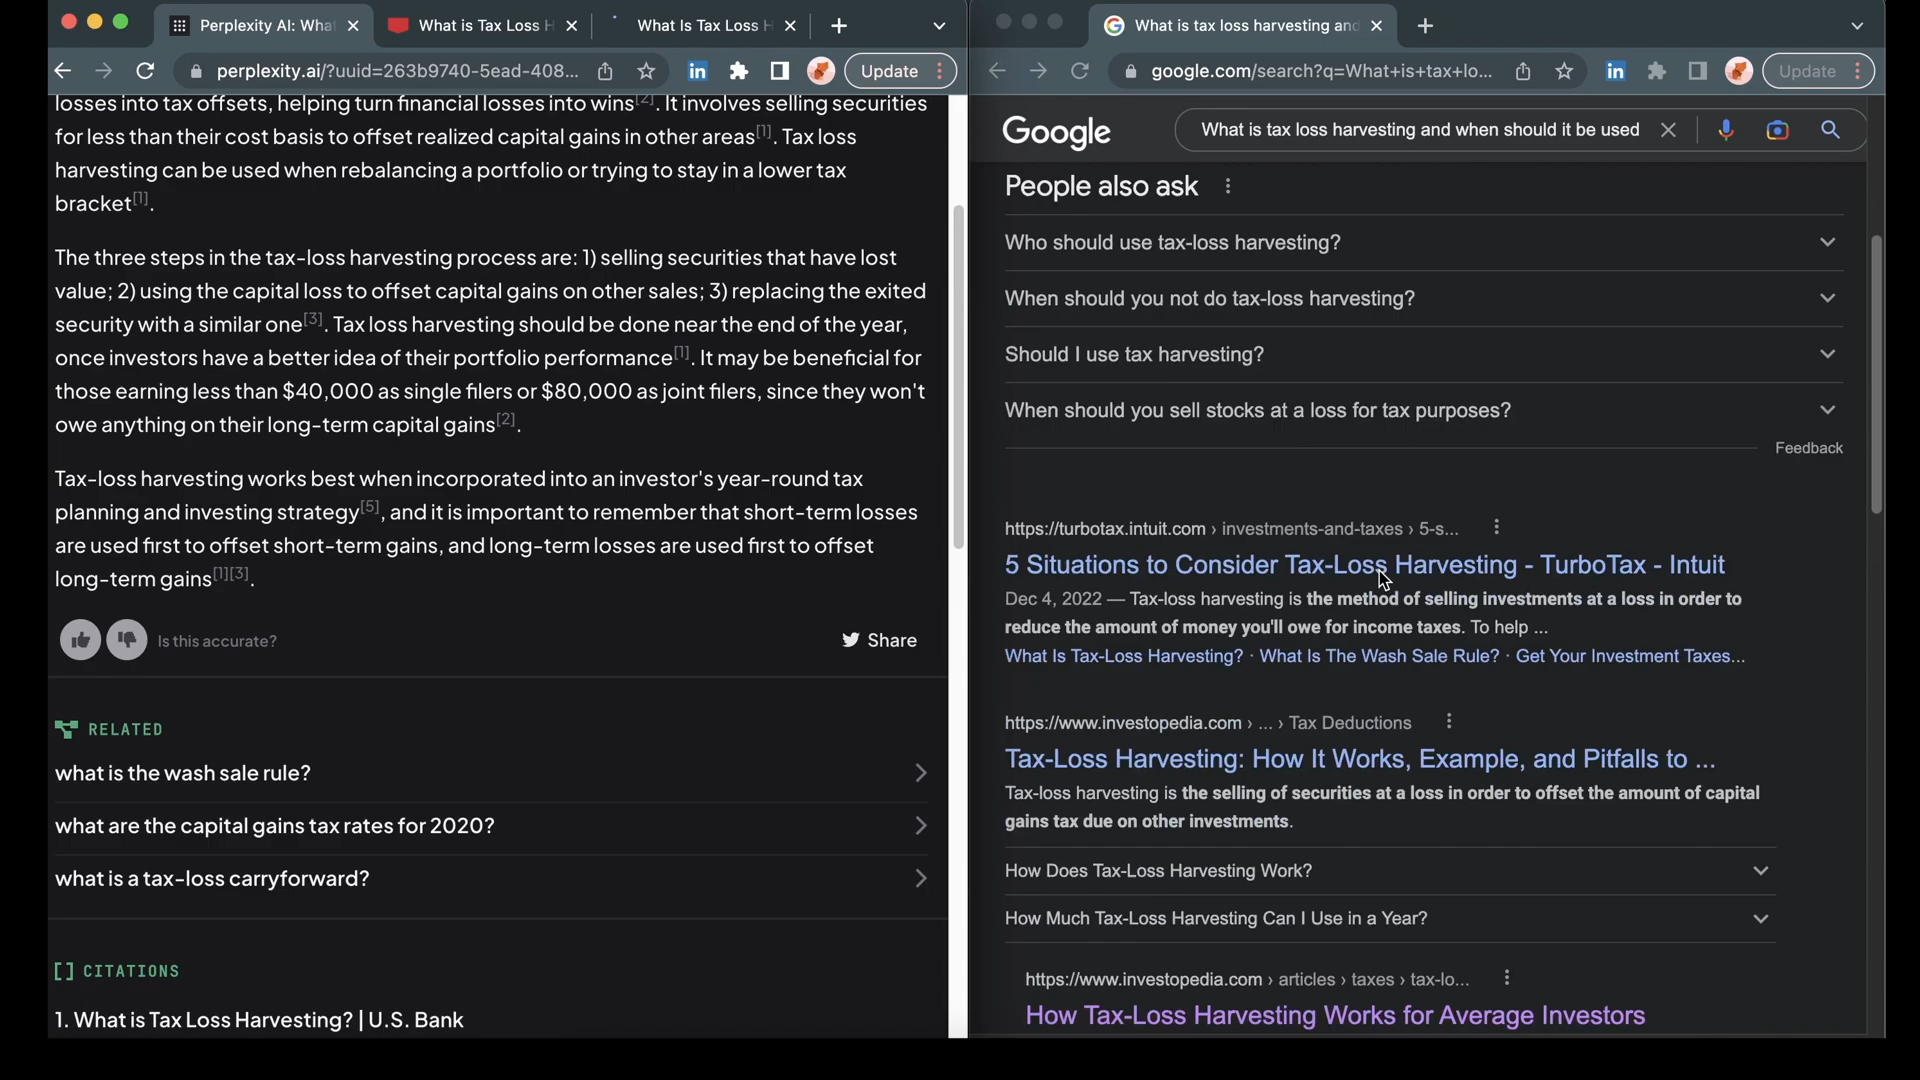 Perplexity AI: Wha
What is Tax Loss H
What Is Tax Loss H
perplexity.ai/?uuid=263b9740-5ead-408...
Update
losses into tax offsets, helping turn financial losses into wins[2]. It involves selling securities
for less than their cost basis to offset realized capital gains in other areas[1]. Tax loss
harvesting can be used when rebalancing a portfolio or trying to stay in a lower tax
bracket[1].
The three steps in the tax-loss harvesting process are: 1) selling securities that have lost
value; 2) using the capital loss to offset capital gains on other sales; 3) replacing the exited
security with a similar one[3]. Tax loss harvesting should be done near the end of the year,
once investors have a better idea of their portfolio performance[1]. It may be beneficial for
those earning less than $40,000 as single filers or $80,000 as joint filers, since they won't
owe anything on their long-term capital gains[2].
Tax-loss harvesting works best when incorporated into an investor's year-round tax
planning and investing strategy[5], and it is important to remember that short-term losses
are used first to offset short-term gains, and long-term losses are used first to offset
long-term gains[1][3].
Is this accurate?
Share
RELATED
what is the wash sale rule?
what are the capital gains tax rates for 2020?
what is a tax-loss carryforward?
[] CITATIONS
1. What is Tax Loss Harvesting? | U.S. Bank
What is tax loss harvesting and
google.com/search?q=What+is+tax+lo...
Update
Google
What is tax loss harvesting and when should it be used
People also ask
Who should use tax-loss harvesting?
When should you not do tax-loss harvesting?
Should I use tax harvesting?
When should you sell stocks at a loss for tax purposes?
Feedback
https://turbotax.intuit.com › investments-and-taxes › 5-s...
5 Situations to Consider Tax-Loss Harvesting - TurboTax - Intuit
Dec 4, 2022 — Tax-loss harvesting is the method of selling investments at a loss in order to
reduce the amount of money you'll owe for income taxes. To help ...
What Is Tax-Loss Harvesting? · What Is The Wash Sale Rule? · Get Your Investment Taxes...
https://www.investopedia.com › ... › Tax Deductions
Tax-Loss Harvesting: How It Works, Example, and Pitfalls to ...
Tax-loss harvesting is the selling of securities at a loss in order to offset the amount of capital
gains tax due on other investments.
How Does Tax-Loss Harvesting Work?
How Much Tax-Loss Harvesting Can I Use in a Year?
https://www.investopedia.com › articles › taxes › tax-lo...
How Tax-Loss Harvesting Works for Average Investors